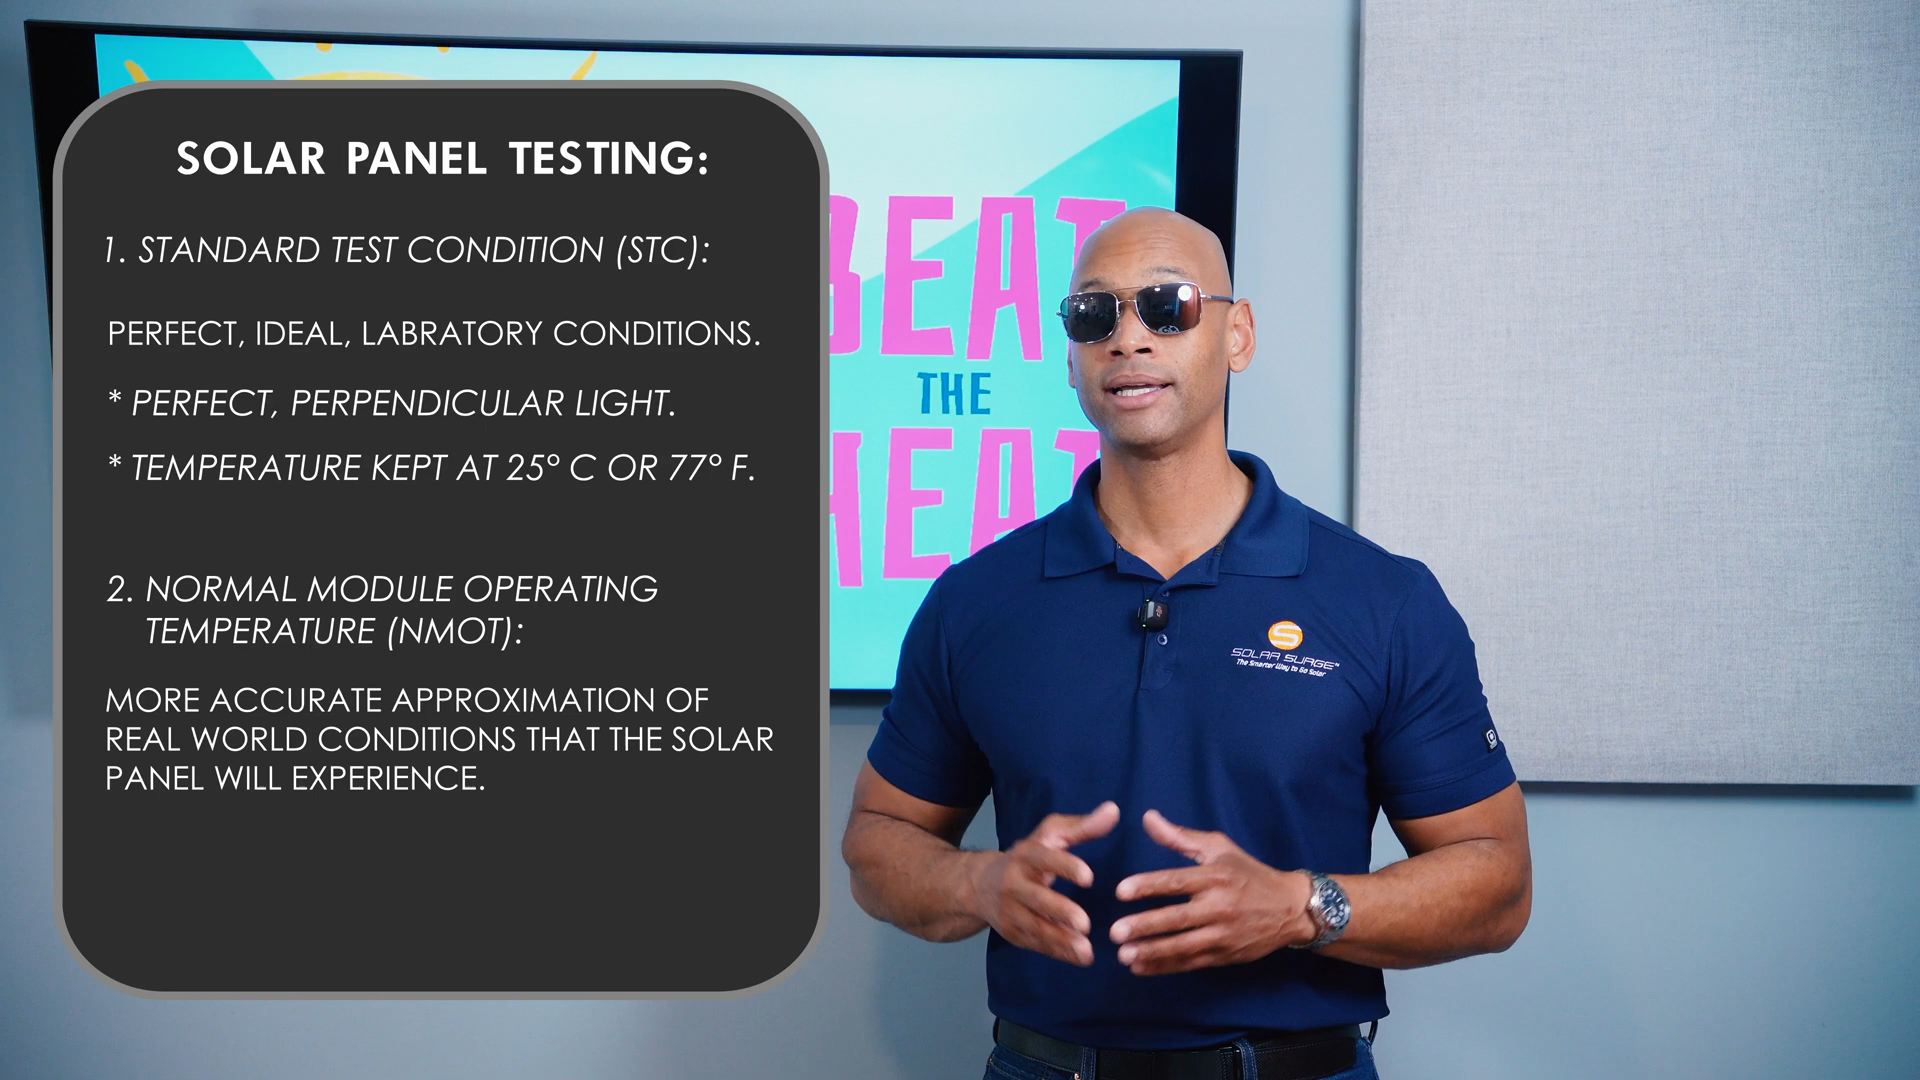 SOLAR PANEL TESTING:
1. STANDARD TEST CONDITION (STC):
PERFECT, IDEAL, LABRATORY CONDITIONS.
* PERFECT, PERPENDICULAR LIGHT.
* TEMPERATURE KEPT AT 25° C OR 77° F.
2. NORMAL MODULE OPERATING
TEMPERATURE (NMOT):
MORE ACCURATE APPROXIMATION OF
REAL WORLD CONDITIONS THAT THE SOLAR
PANEL WILL EXPERIENCE.
BEAT
THE
HEAT
S
SOLAR SURGE™
The Smarter Way to Go Solar